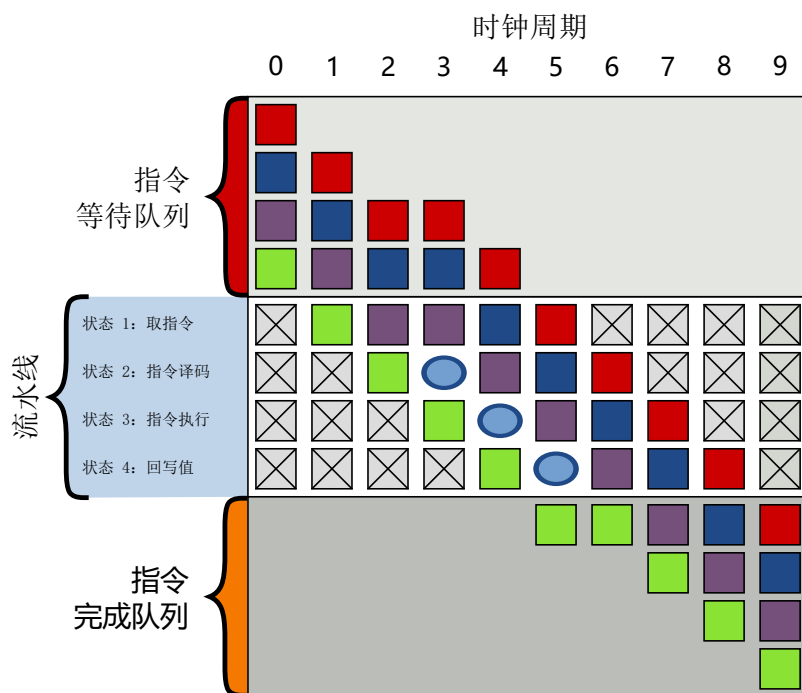 时钟周期
0 1 2 3 4 5 6 7 8 9
指令
等待队列
流水线
状态 1：取指令
状态 2：指令译码
状态 3：指令执行
状态 4：回写值
指令
完成队列